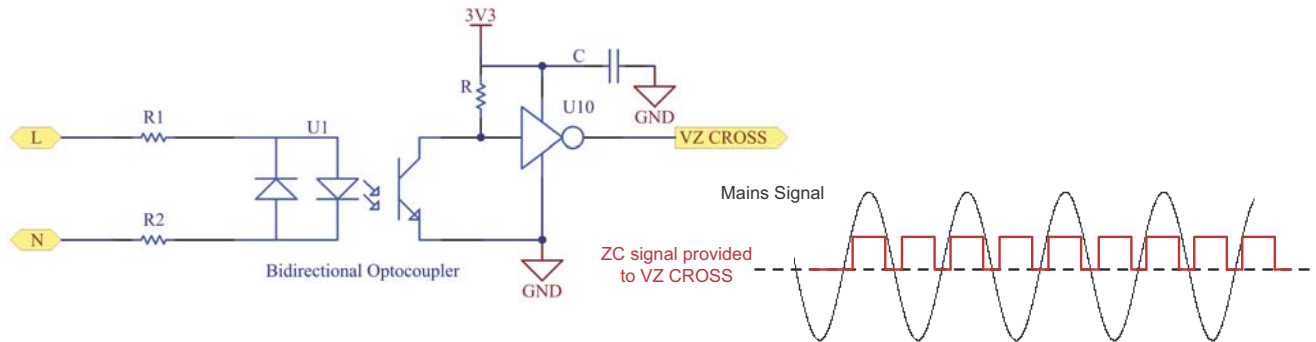 3V3
C
R
U10
GND
R1
U1
L
VZ CROSS
Mains Signal
R2
N
ZC signal provided
to VZ CROSS
Bidirectional Optocoupler
GND